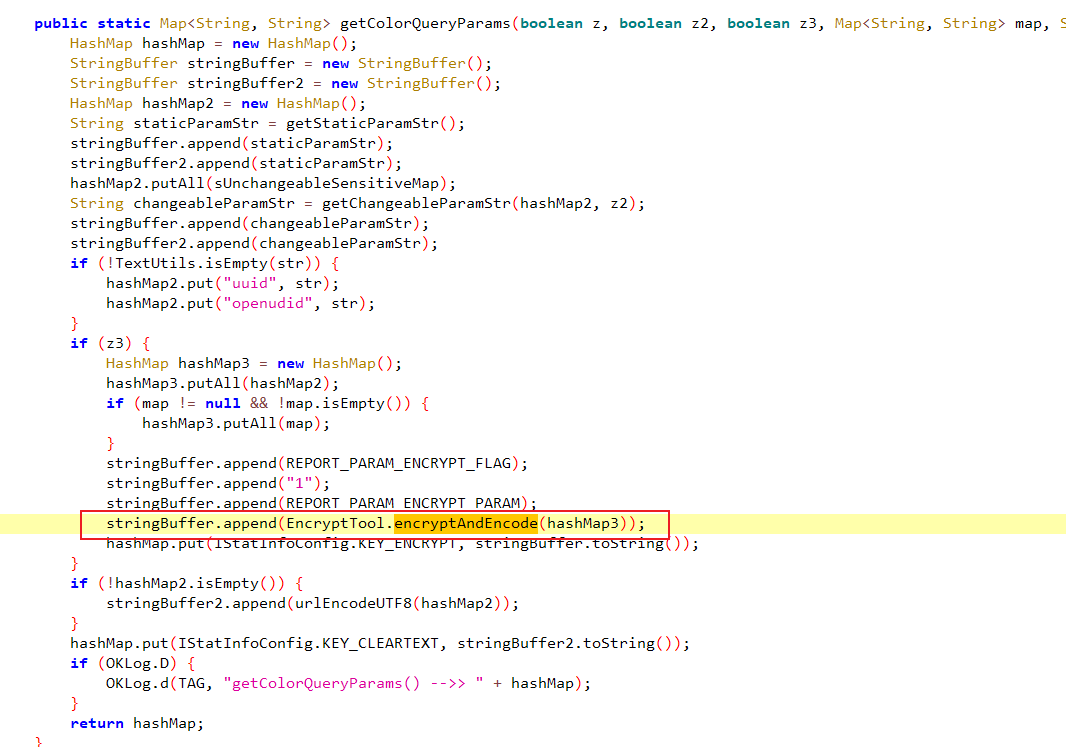 public static Map<String, String> getColorQueryParams(boolean z, boolean z2, boolean z3, Map<String, String> map,
HashMap hashMap = new HashMap();
StringBuffer stringBuffer = new StringBuffer();
StringBuffer stringBuffer2 = new StringBuffer();
HashMap hashMap2 = new HashMap();
String staticParamStr = getStaticParamStr();
stringBuffer.append(staticParamStr);
stringBuffer2.append(staticParamStr);
hashMap2.putAll(sUnchangeableSensitiveMap);
String changeableParamStr = getChangeableParamStr(hashMap2, z2);
stringBuffer.append(changeableParamStr);
stringBuffer2.append(changeableParamStr);
if (!TextUtils.isEmpty(str)) {
hashMap2.put("uuid", str);
hashMap2.put("openudid", str);
}
if (z3) {
HashMap hashMap3 = new HashMap();
hashMap3.putAll(hashMap2);
if (map != null && !map.isEmpty()) {
hashMap3.putAll(map);
}
stringBuffer.append(REPORT_PARAM_ENCRYPT_FLAG);
stringBuffer.append("1");
stringBuffer.append(REPORT_PARAM_ENCRYPT_PARAM);
stringBuffer.append(EncryptTool.encryptAndEncode(hashMap3));
hashMap.put(IStatInfoConfig.KEY_ENCRYPT, stringBuffer.toString());
}
if (!hashMap2.isEmpty()) {
stringBuffer2.append(urlEncodeUTF8(hashMap2));
}
hashMap.put(IStatInfoConfig.KEY_CLEARTEXT, stringBuffer2.toString());
if (OKLog.D) {
OKLog.d(TAG, "getColorQueryParams() -->> " + hashMap);
}
return hashMap;
}